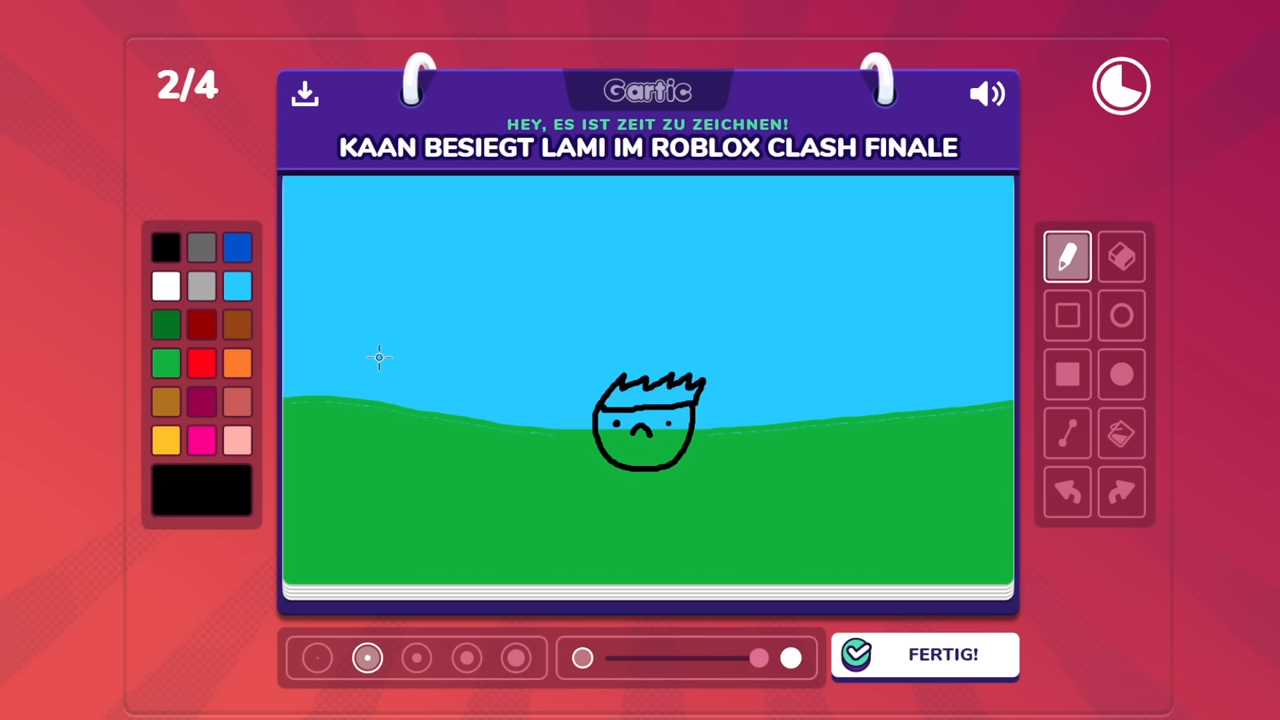 2/4
Gartic
HEY, ES IST ZEIT ZU ZEICHNEN!
KAAN BESIEGT LAMI IM ROBLOX CLASH FINALE
FERTIG!